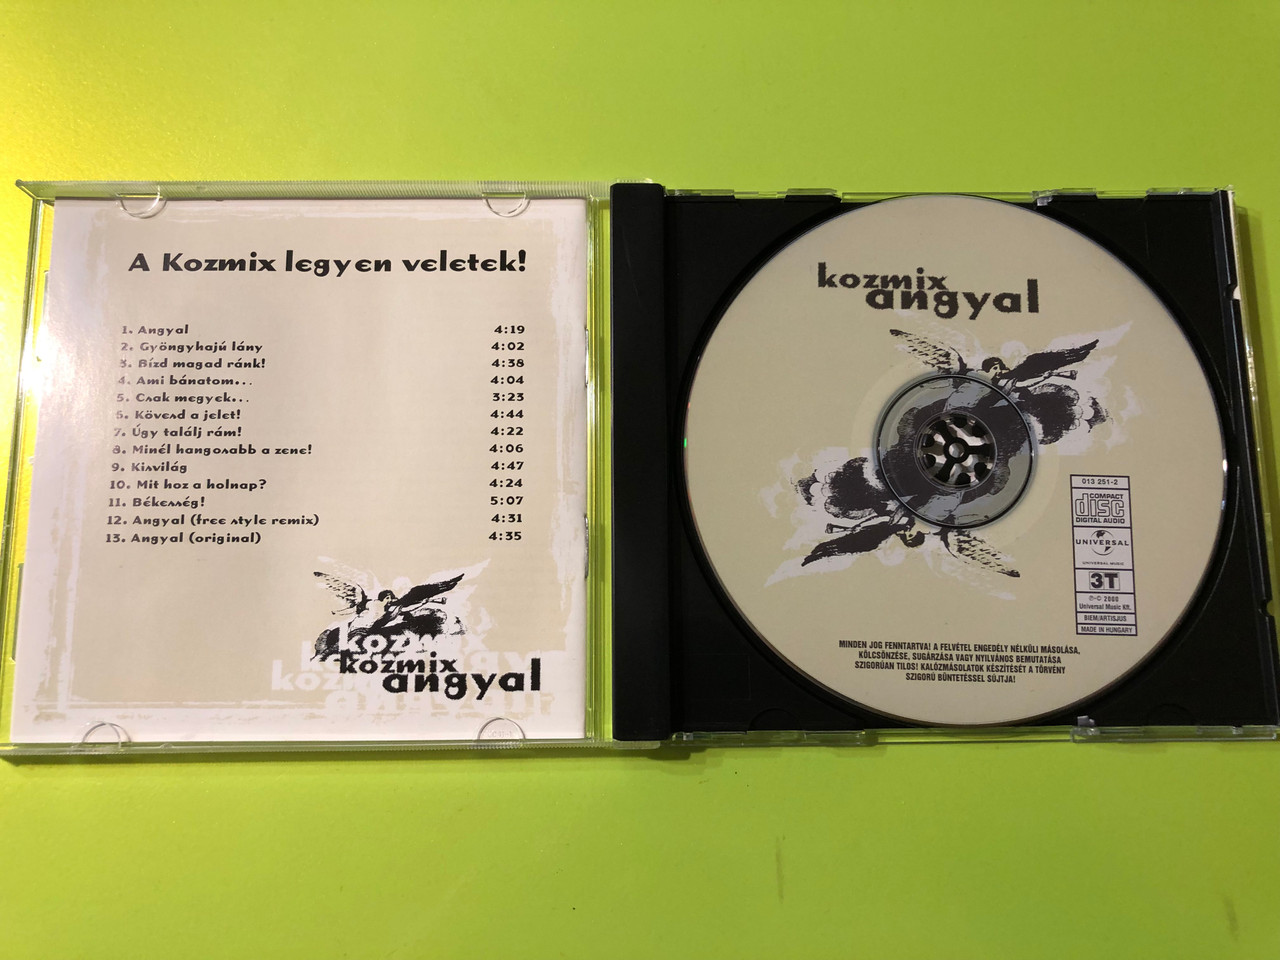 A Kozmix legyen veletek!
1. Angyal 4:19
2. Gyöngyhajú lány 4:02
3. Bízd magad ránk! 4:38
4. Ami bánatom... 4:04
5. Csak megyek... 3:23
6. Kövesd a jelet! 4:44
7. Úgy találj rám! 4:22
8. Minél hangosabb a zene! 4:06
9. Kisvilág 4:47
10. Mit hoz a holnap? 4:24
11. Békesség! 5:07
12. Angyal (free style remix) 4:31
13. Angyal (original) 4:35
kozmix
angyal
kozmix
angyal
013 251-2
COMPACT
disc
DIGITAL AUDIO
UNIVERSAL
UNIVERSAL MUSIC
3T
℗·© 2000
Universal Music Kft.
BIEM/ARTISJUS
MADE IN HUNGARY
MINDEN JOG FENNTARTVA! A FELVÉTEL ENGEDÉLY NÉLKÜLI MÁSOLÁSA,
KÖLCSÖNZÉSE, SUGÁRZÁSA VAGY NYILVÁNOS BEMUTATÁSA
SZIGORÚAN TILOS! KALÓZMÁSOLATOK KÉSZÍTÉSÉT A TÖRVÉNY
SZIGORÚ BÜNTETÉSSEL SÚJTJA!